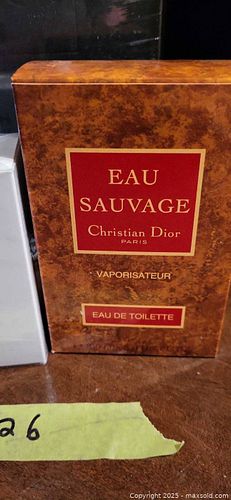 EAU
SAUVAGE
Christian Dior
PARIS
VAPORISATEUR
EAU DE TOILETTE
26
Copyright © 2025 - maxsold.com